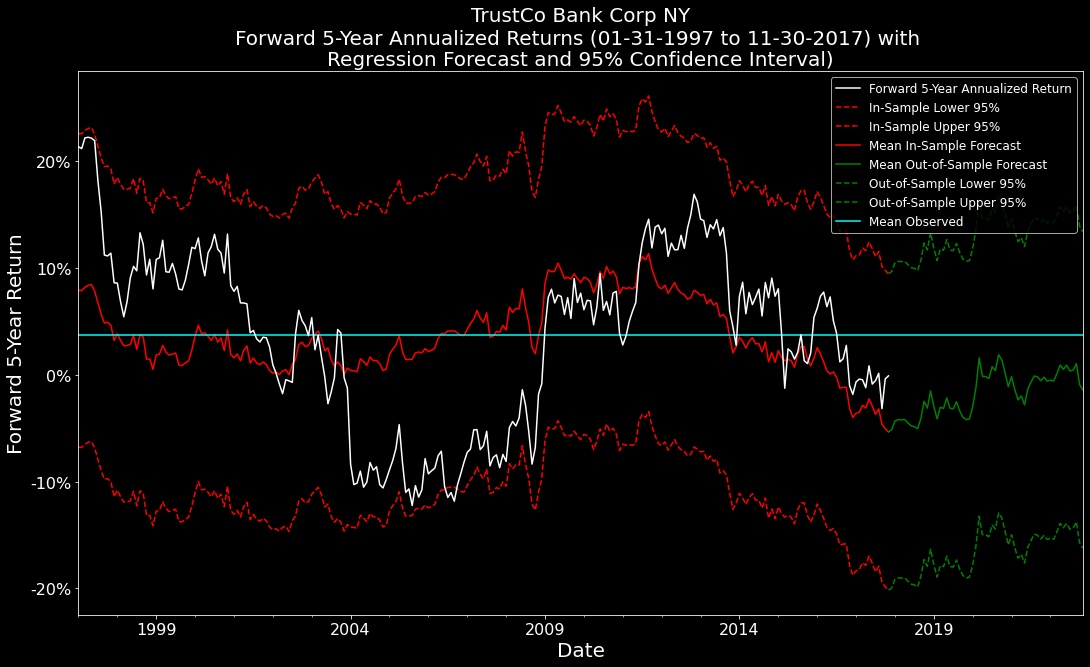 TrustCo Bank Corp NY
Forward 5-Year Annualized Returns (01-31-1997 to 11-30-2017) with
Regression Forecast and 95% Confidence Interval)
Forward 5-Year Annualized Return
In-Sample Lower 95%
In-Sample Upper 95%
Mean In-Sample Forecast
Mean Out-of-Sample Forecast
Out-of-Sample Lower 95%
Out-of-Sample Upper 95%
Mean Observed
Forward 5-Year Return
20%
10%
0%
-10%
-20%
1999
2004
2009
2014
2019
Date